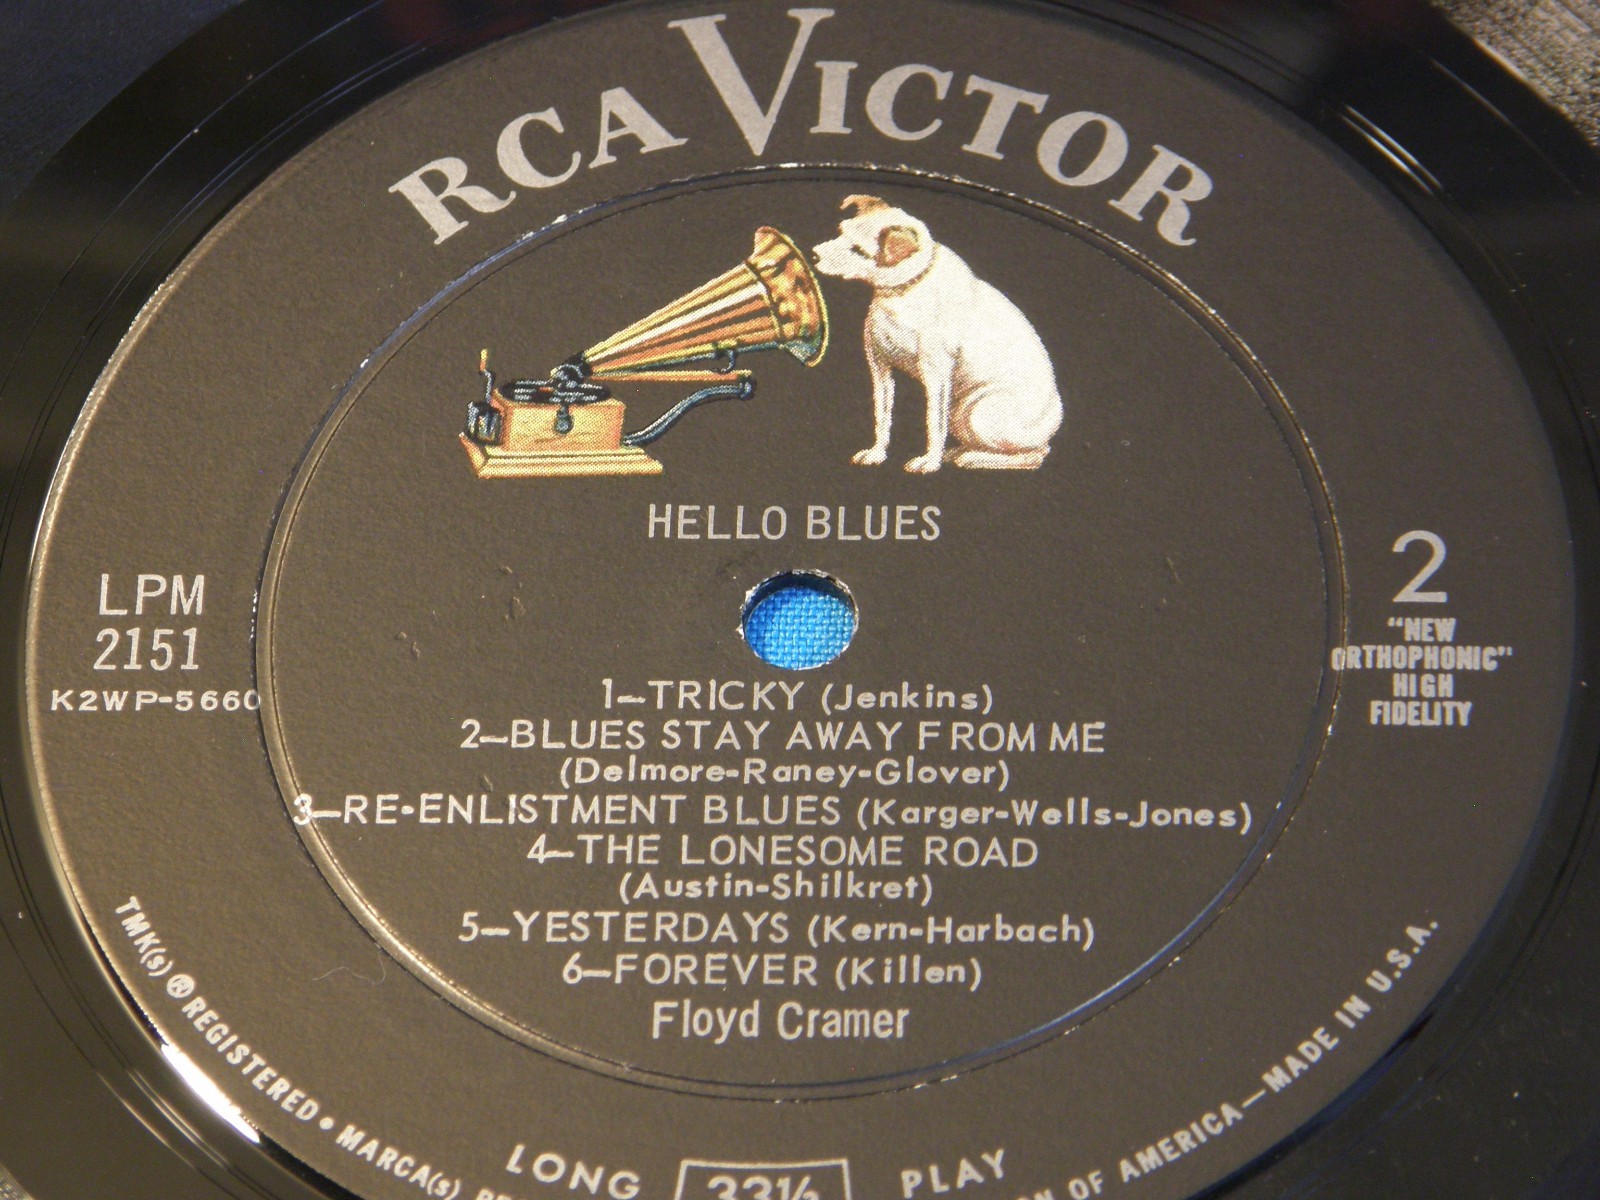 RCA VICTOR
HELLO BLUES
LPM
2151
K2WP-5660
2
"NEW
ORTHOPHONIC"
HIGH
FIDELITY
1—TRICKY (Jenkins)
2—BLUES STAY AWAY FROM ME
(Delmore-Raney-Glover)
3—RE-ENLISTMENT BLUES (Karger-Wells-Jones)
4—THE LONESOME ROAD
(Austin-Shilkret)
5—YESTERDAYS (Kern-Harbach)
6—FOREVER (Killen)
Floyd Cramer
TMK(s) ® REGISTERED • MARCA(s)
OF AMERICA—MADE IN U.S.A.
LONG 33⅓ PLAY